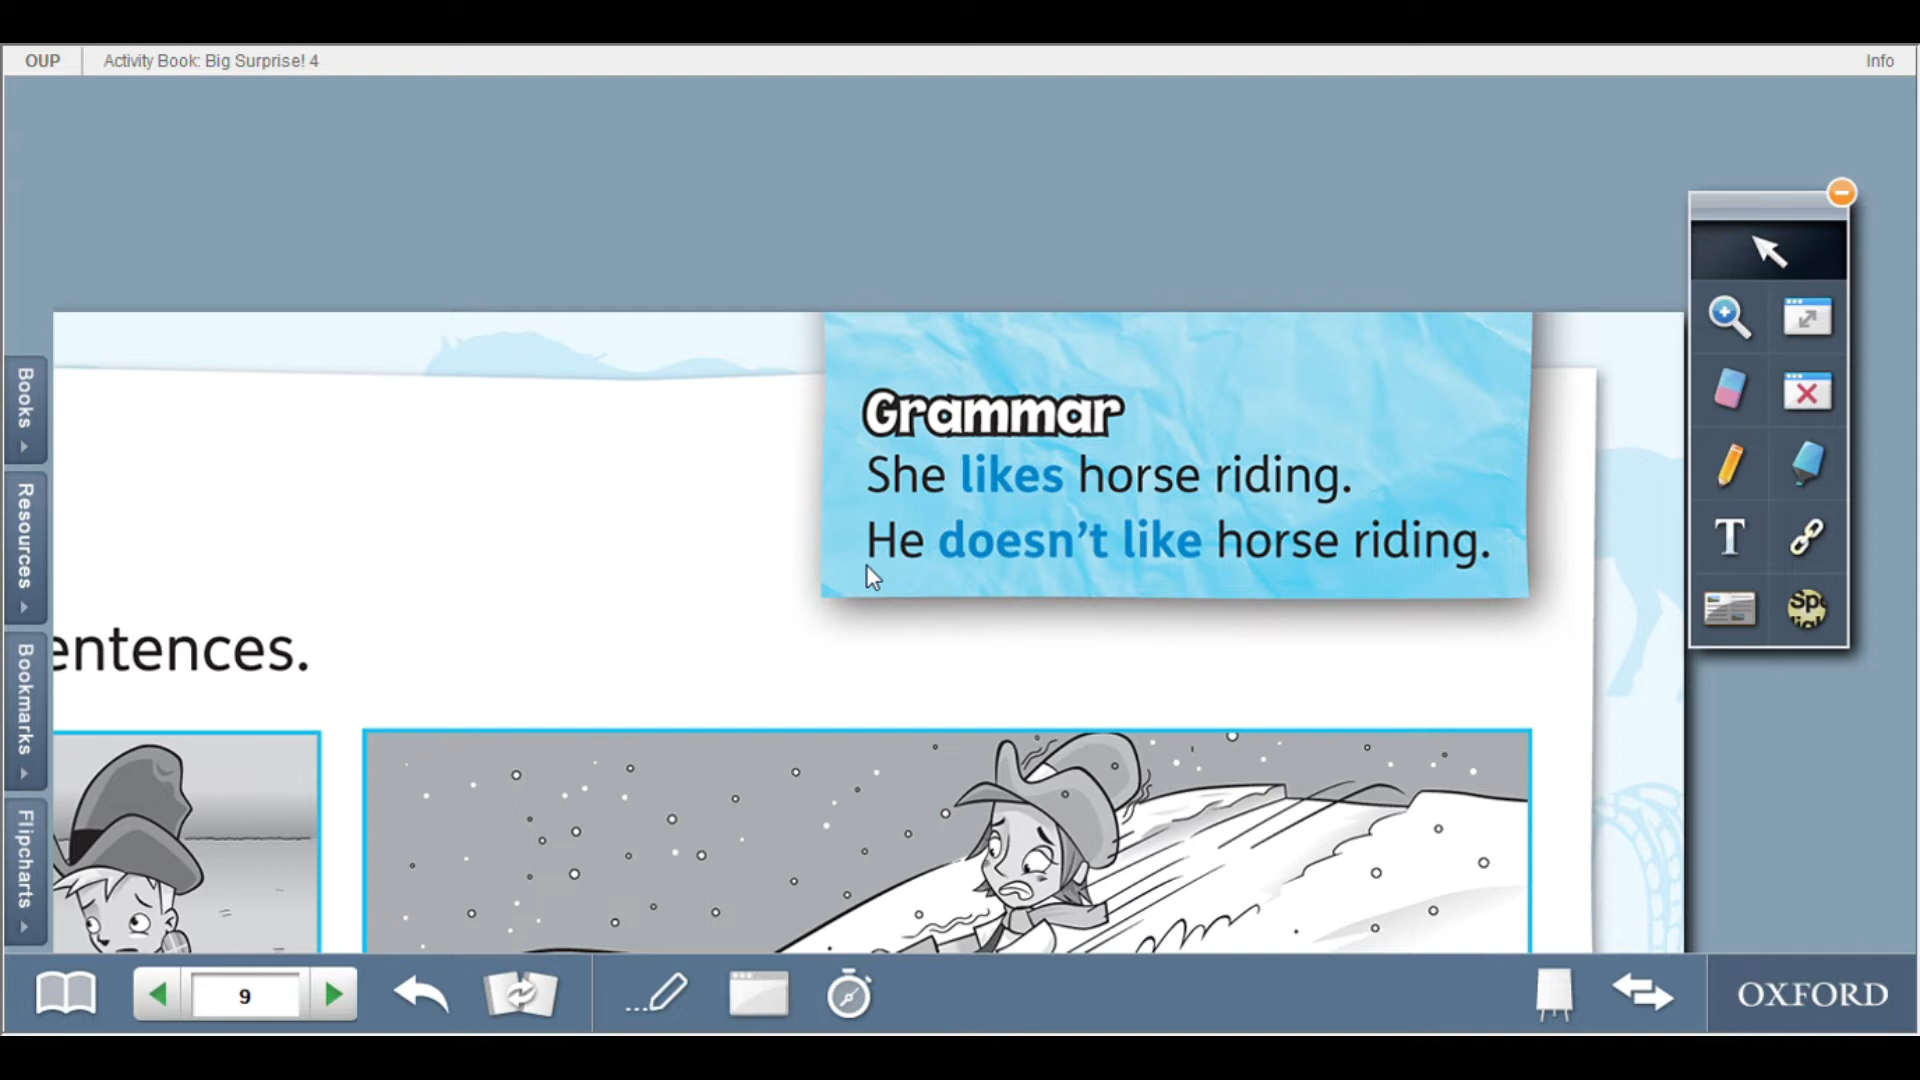 OUP
Activity Book: Big Surprise! 4
Info
Grammar
She likes horse riding.
He doesn't like horse riding.
entences.
Books
Resources
Bookmarks
Flipcharts
T
Spo
9
OXFORD